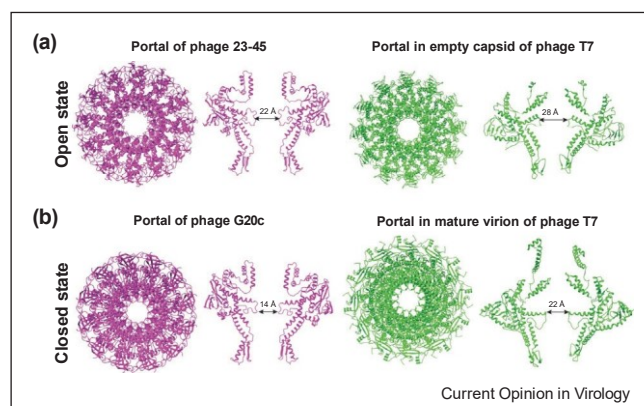 (a)
Portal of phage 23-45
Portal in empty capsid of phage T7
Open state
22 Å
28 Å
(b)
Portal of phage G20c
Portal in mature virion of phage T7
Closed state
14 Å
22 Å
Current Opinion in Virology